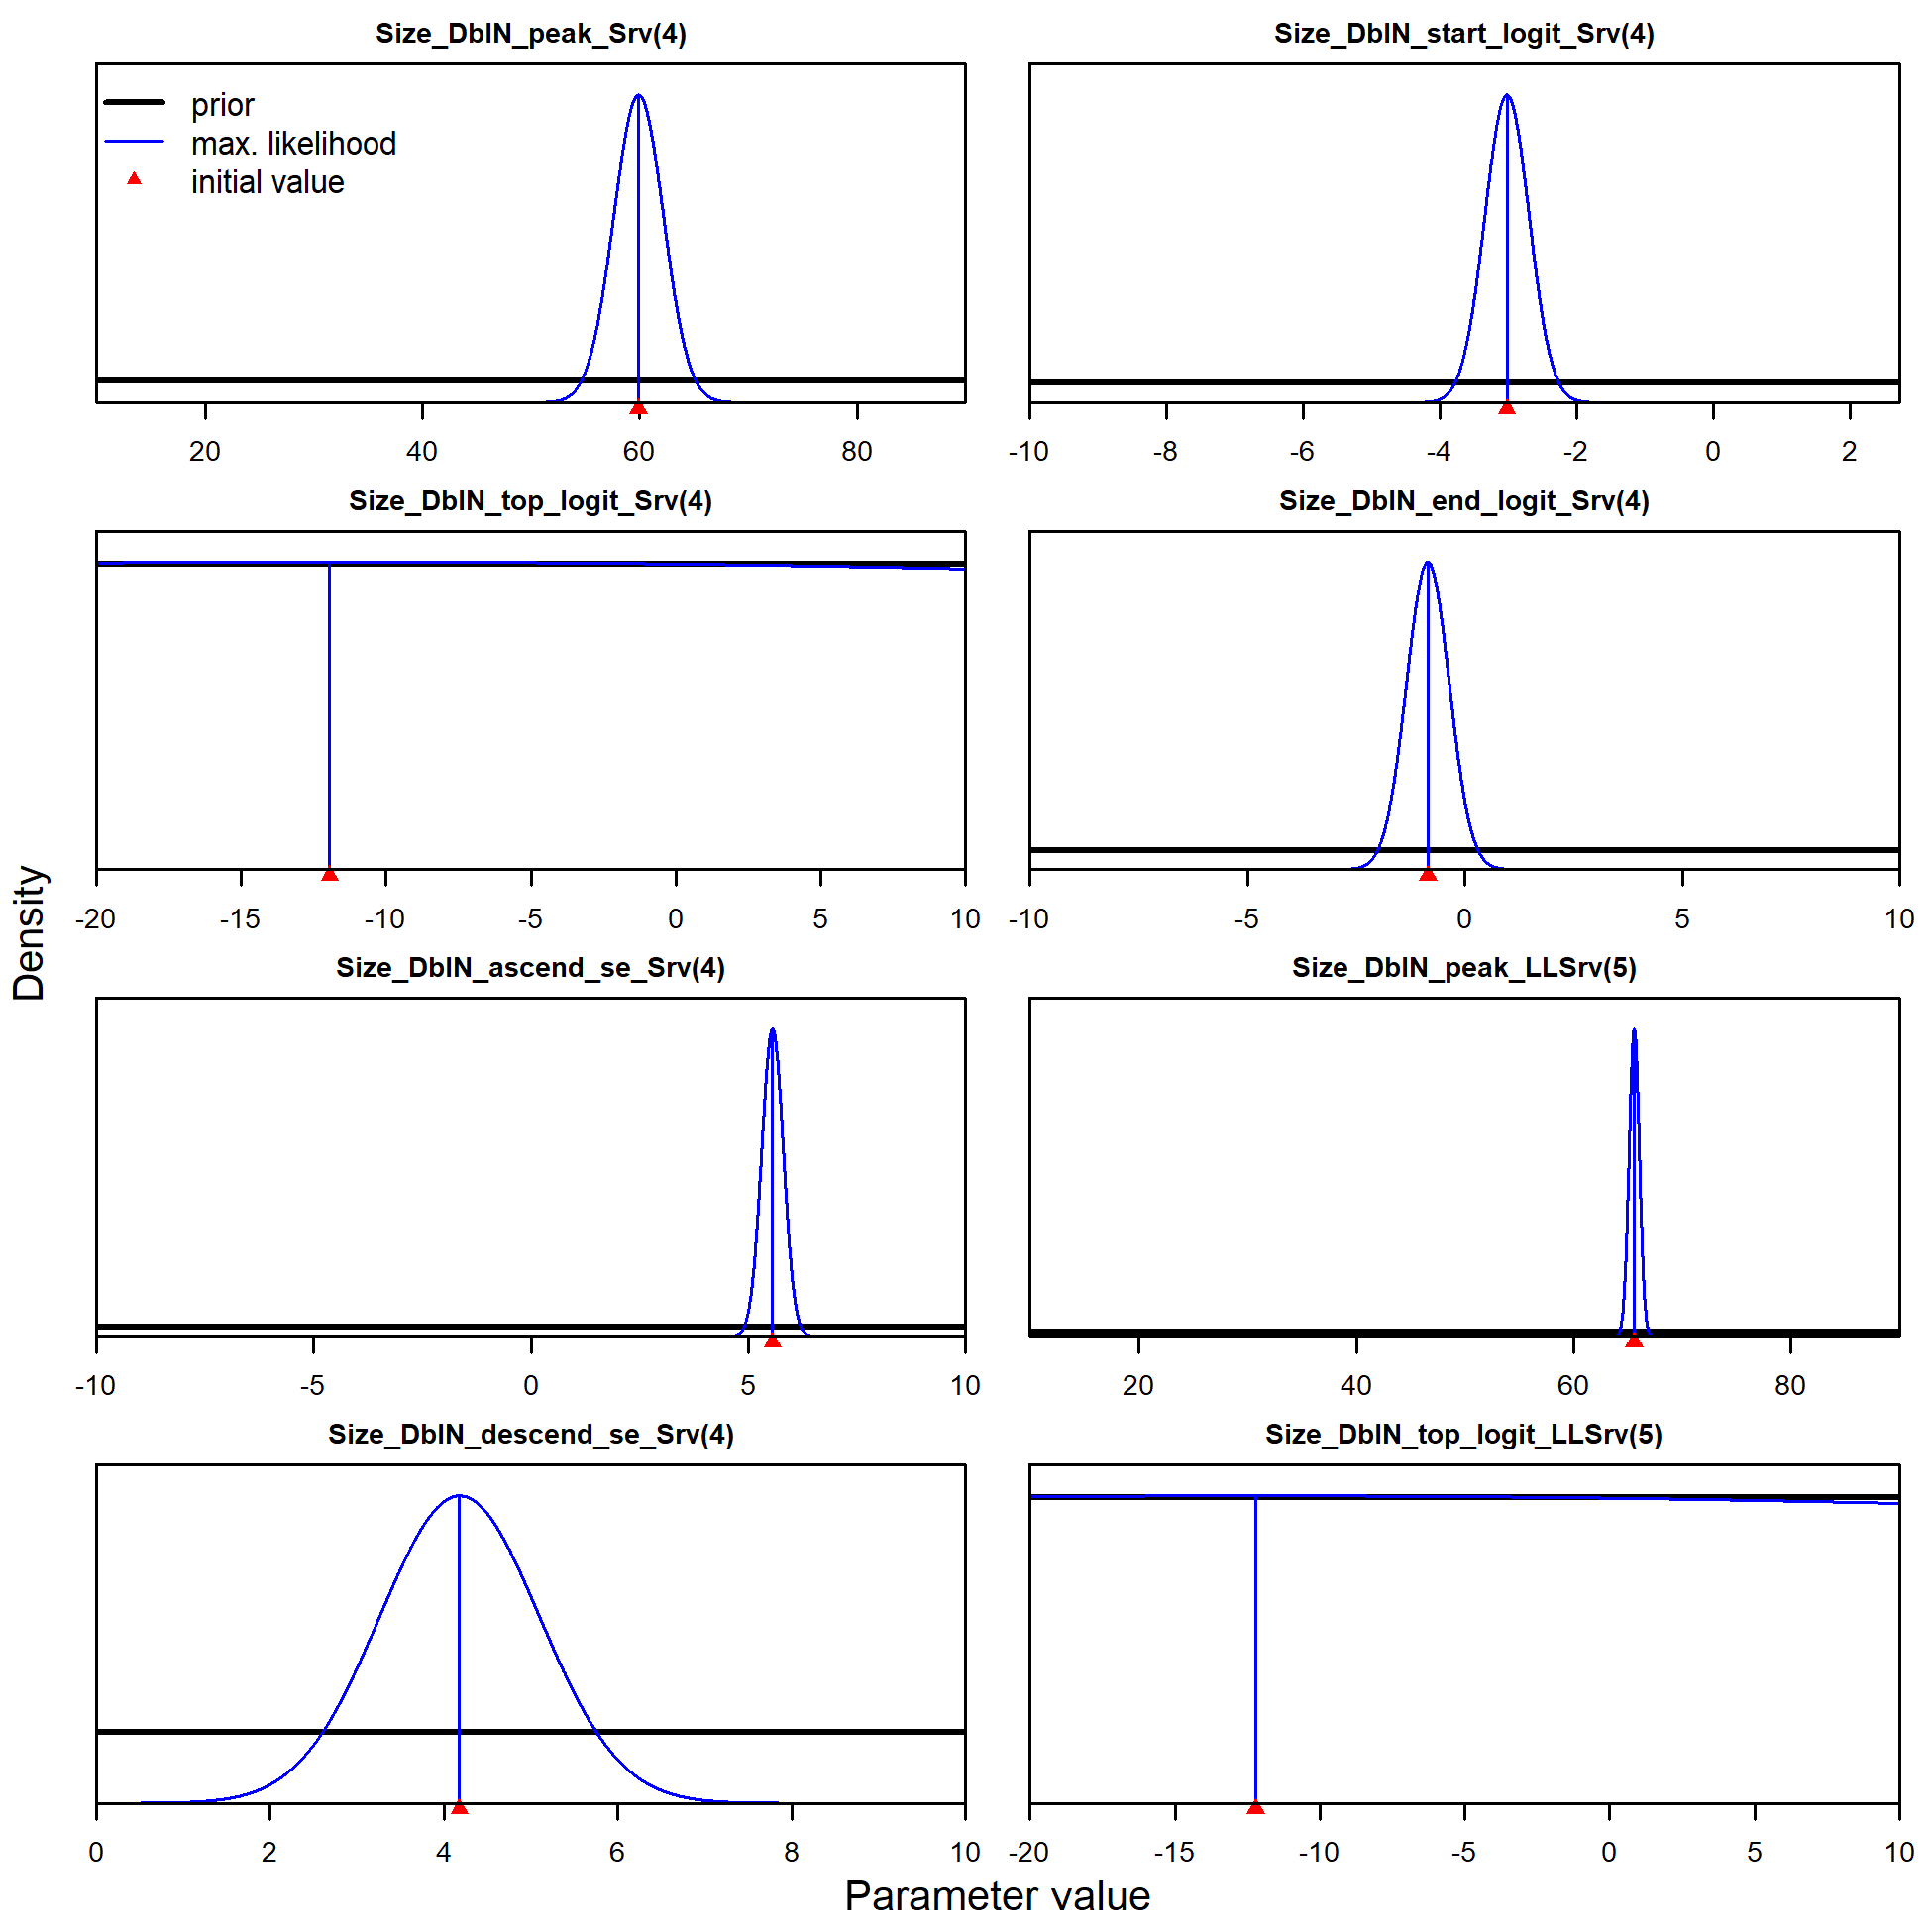 Size_DblN_peak_Srv(4)
prior
max. likelihood
initial value
20 40 60 80
Size_DblN_start_logit_Srv(4)
-10 -8 -6 -4 -2 0 2
Size_DblN_top_logit_Srv(4)
-20 -15 -10 -5 0 5 10
Size_DblN_end_logit_Srv(4)
-10 -5 0 5 10
Density
Size_DblN_ascend_se_Srv(4)
-10 -5 0 5 10
Size_DblN_peak_LLSrv(5)
20 40 60 80
Size_DblN_descend_se_Srv(4)
0 2 4 6 8 10
Size_DblN_top_logit_LLSrv(5)
-20 -15 -10 -5 0 5 10
Parameter value